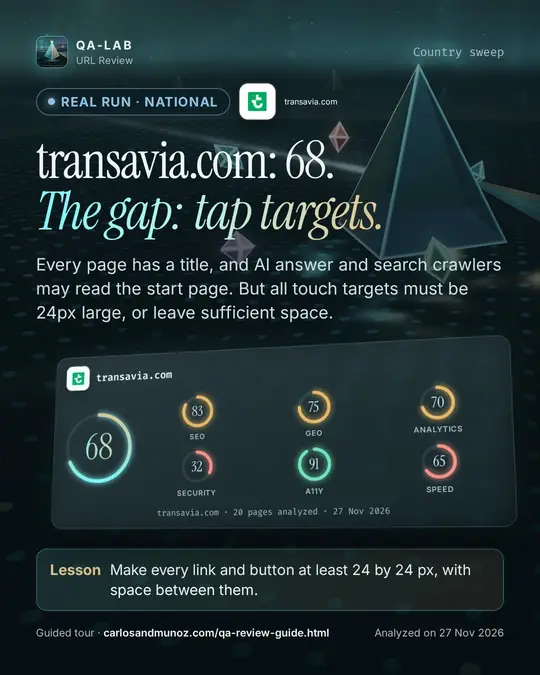 QA-LAB
URL Review
Country sweep
REAL RUN · NATIONAL
transavia.com
transavia.com: 68.
The gap: tap targets.
Every page has a title, and AI answer and search crawlers
may read the start page. But all touch targets must be
24px large, or leave sufficient space.
transavia.com
68
83
SEO
75
GEO
70
ANALYTICS
32
SECURITY
91
A11Y
65
SPEED
transavia.com · 20 pages analyzed · 27 Nov 2026
Lesson Make every link and button at least 24 by 24 px, with
space between them.
Guided tour · carlosandmunoz.com/qa-review-guide.html
Analyzed on 27 Nov 2026